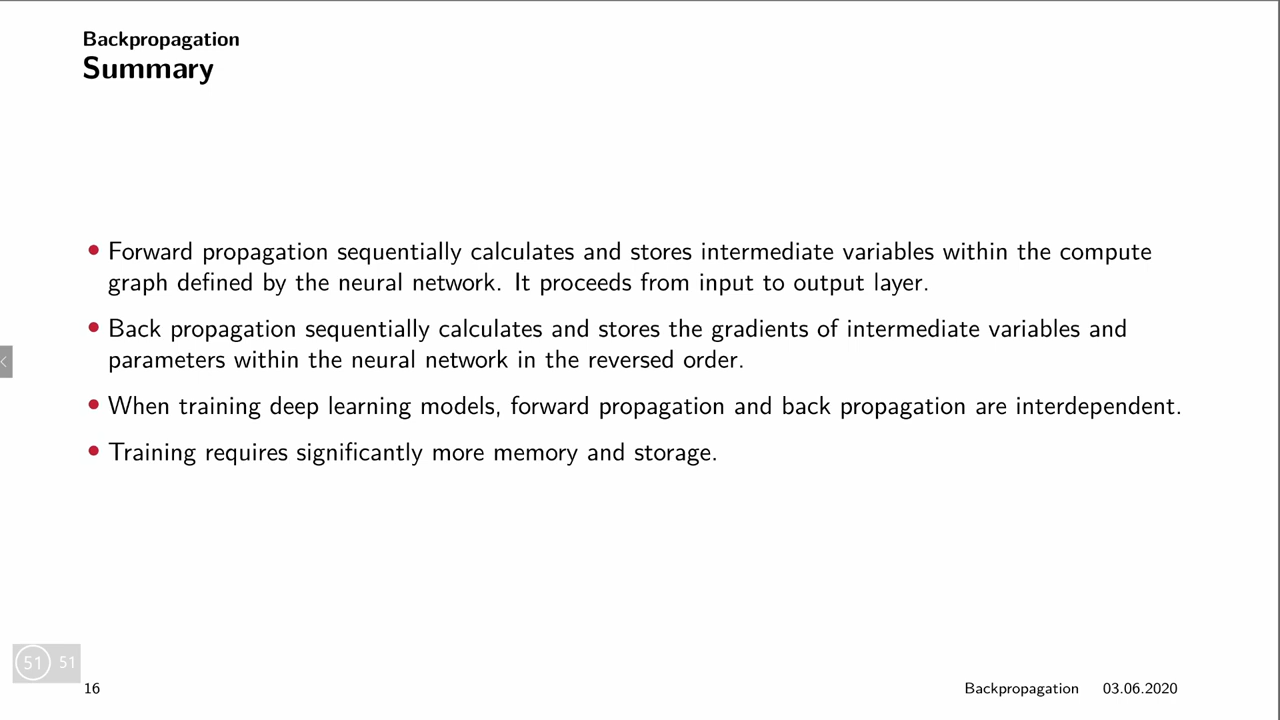 Backpropagation
Summary
• Forward propagation sequentially calculates and stores intermediate variables within the compute
graph defined by the neural network. It proceeds from input to output layer.
• Back propagation sequentially calculates and stores the gradients of intermediate variables and
parameters within the neural network in the reversed order.
• When training deep learning models, forward propagation and back propagation are interdependent.
• Training requires significantly more memory and storage.
51 51
16 Backpropagation 03.06.2020